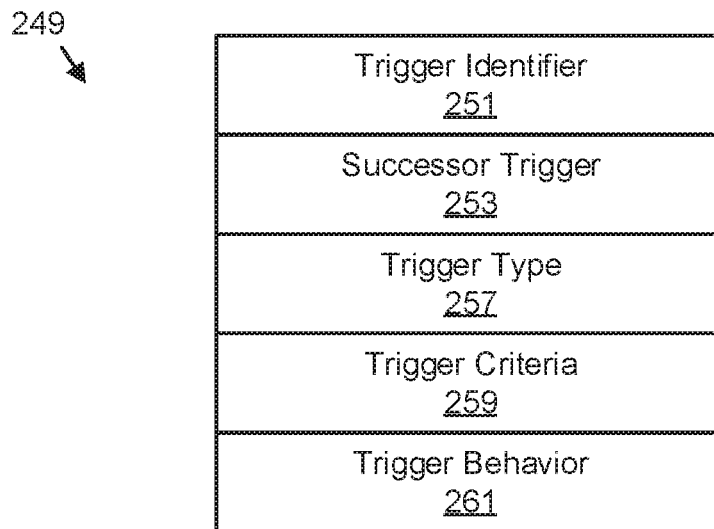 249
Trigger Identifier
251
Successor Trigger
253
Trigger Type
257
Trigger Criteria
259
Trigger Behavior
261